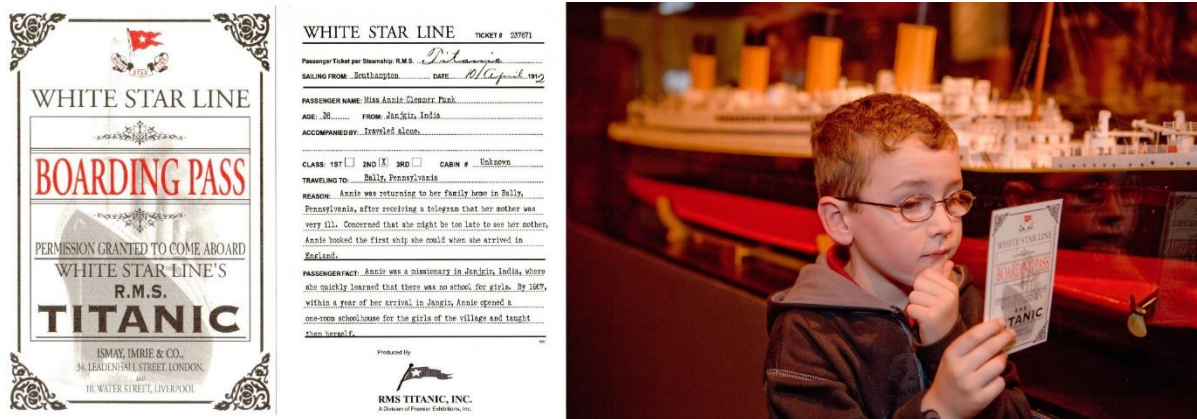 WHITE STAR LINE
BOARDING PASS
PERMISSION GRANTED TO COME ABOARD
WHITE STAR LINE'S
R.M.S.
TITANIC
ISMAY, IMRIE & CO.,
34, LEADENHALL STREET, LONDON,
AND
10, WATER STREET, LIVERPOOL
WHITE STAR LINE TICKET # 237671
Passenger Ticket per Steamship: R.M.S. Titanic
SAILING FROM: Southampton DATE 10/April 1912
PASSENGER NAME: Miss Annie Clemmer Funk
AGE: 38 FROM: Janjgir, India
ACCOMPANIED BY: Traveled alone.
CLASS: 1ST 2ND X 3RD CABIN # Unknown
TRAVELING TO: Bally, Pennsylvania
REASON: Annie was returning to her family home in Bally,
Pennsylvania, after receiving a telegram that her mother was
very ill. Concerned that she might be too late to see her mother,
Annie booked the first ship she could when she arrived in
England.
PASSENGER FACT: Annie was a missionary in Janjgir, India, where
she quickly learned that there was no school for girls. By 1907,
within a year of her arrival in Jangir, Annie opened a
one-room schoolhouse for the girls of the village and taught
them herself.
Produced By
RMS TITANIC, INC.
A Division of Premier Exhibitions, Inc.
WHITE STAR LINE
BOARDING PASS
TITANIC